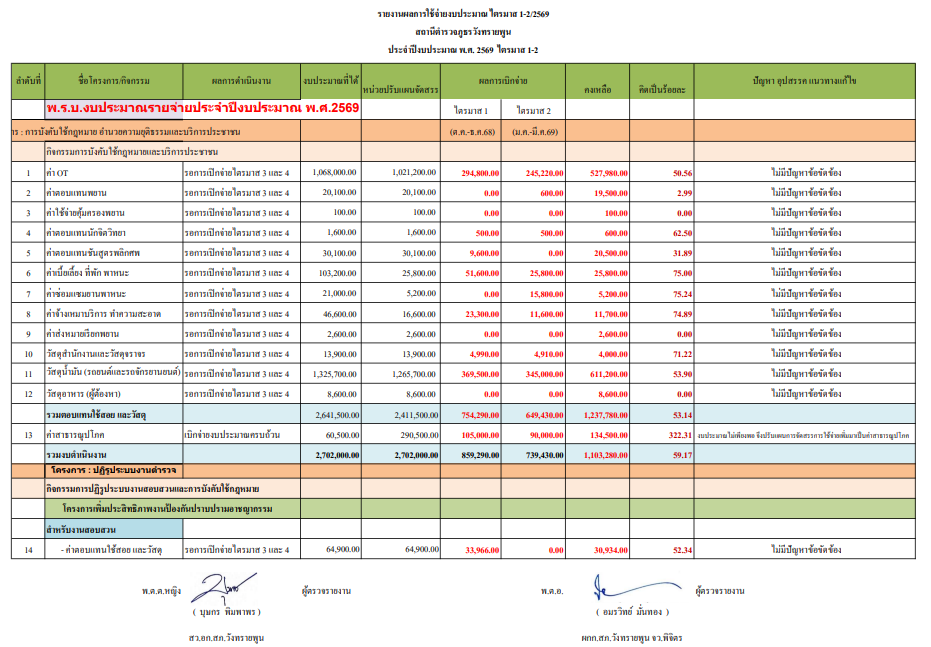 รายงานผลการใช้จ่ายงบประมาณ ไตรมาส 1-2/2569
สถานีตำรวจภูธรวังทรายพูน
ประจำปีงบประมาณ พ.ศ. 2569 ไตรมาส 1-2
ลำดับที่ ชื่อโครงการ/กิจกรรม ผลการดำเนินงาน งบประมาณที่ได้ หน่วยปรับแผนจัดสรร ผลการเบิกจ่าย คงเหลือ คิดเป็นร้อยละ ปัญหา อุปสรรค แนวทางแก้ไข
พ.ร.บ.งบประมาณรายจ่ายประจำปีงบประมาณ พ.ศ.2569 ไตรมาส 1 ไตรมาส 2
าร : การบังคับใช้กฎหมาย อำนวยความยุติธรรมและบริการประชาชน (ต.ค.-ธ.ค.68) (ม.ค.-มี.ค.69)
กิจกรรมการบังคับใช้กฎหมายและบริการประชาชน
1 ค่า OT รอการเบิกจ่ายไตรมาส 3 และ 4 1,068,000.00 1,021,200.00 294,800.00 245,220.00 527,980.00 50.56 ไม่มีปัญหาข้อขัดข้อง
2 ค่าตอบแทนพยาน รอการเบิกจ่ายไตรมาส 3 และ 4 20,100.00 20,100.00 0.00 600.00 19,500.00 2.99 ไม่มีปัญหาข้อขัดข้อง
3 ค่าใช้จ่ายคุ้มครองพยาน รอการเบิกจ่ายไตรมาส 3 และ 4 100.00 100.00 0.00 0.00 100.00 0.00 ไม่มีปัญหาข้อขัดข้อง
4 ค่าตอบแทนนักจิตวิทยา รอการเบิกจ่ายไตรมาส 3 และ 4 1,600.00 1,600.00 500.00 500.00 600.00 62.50 ไม่มีปัญหาข้อขัดข้อง
5 ค่าตอบแทนชันสูตรพลิกศพ รอการเบิกจ่ายไตรมาส 3 และ 4 30,100.00 30,100.00 9,600.00 0.00 20,500.00 31.89 ไม่มีปัญหาข้อขัดข้อง
6 ค่าเบี้ยเลี้ยง ที่พัก พาหนะ รอการเบิกจ่ายไตรมาส 3 และ 4 103,200.00 25,800.00 51,600.00 25,800.00 25,800.00 75.00 ไม่มีปัญหาข้อขัดข้อง
7 ค่าซ่อมแซมยานพาหนะ รอการเบิกจ่ายไตรมาส 3 และ 4 21,000.00 5,200.00 0.00 15,800.00 5,200.00 75.24 ไม่มีปัญหาข้อขัดข้อง
8 ค่าจ้างเหมาบริการ ทำความสะอาด รอการเบิกจ่ายไตรมาส 3 และ 4 46,600.00 16,600.00 23,300.00 11,600.00 11,700.00 74.89 ไม่มีปัญหาข้อขัดข้อง
9 ค่าส่งหมายเรียกพยาน รอการเบิกจ่ายไตรมาส 3 และ 4 2,600.00 2,600.00 0.00 0.00 2,600.00 0.00 ไม่มีปัญหาข้อขัดข้อง
10 วัสดุสำนักงานและวัสดุจราจร รอการเบิกจ่ายไตรมาส 3 และ 4 13,900.00 13,900.00 4,990.00 4,910.00 4,000.00 71.22 ไม่มีปัญหาข้อขัดข้อง
11 วัสดุน้ำมัน (รถยนต์และรถจักรยานยนต์) รอการเบิกจ่ายไตรมาส 3 และ 4 1,325,700.00 1,265,700.00 369,500.00 345,000.00 611,200.00 53.90 ไม่มีปัญหาข้อขัดข้อง
12 วัสดุอาหาร (ผู้ต้องหา) รอการเบิกจ่ายไตรมาส 3 และ 4 8,600.00 8,600.00 0.00 0.00 8,600.00 0.00 ไม่มีปัญหาข้อขัดข้อง
รวมตอบแทนใช้สอย และวัสดุ 2,641,500.00 2,411,500.00 754,290.00 649,430.00 1,237,780.00 53.14
13 ค่าสาธารณูปโภค เบิกจ่ายงบประมาณครบถ้วน 60,500.00 290,500.00 105,000.00 90,000.00 134,500.00 322.31 งบประมาณไม่เพียงพอ จึงปรับแผนการจัดสรรการใช้จ่ายเพิ่มมาเป็นค่าสาธารณูปโภค
รวมงบดำเนินงาน 2,702,000.00 2,702,000.00 859,290.00 739,430.00 1,103,280.00 59.17
โครงการ : ปฏิรูประบบงานตำรวจ
กิจกรรมการปฏิรูประบบงานสอบสวนและการบังคับใช้กฎหมาย
โครงการเพิ่มประสิทธิภาพงานป้องกันปราบปรามอาชญากรรม
สำหรับงานสอบสวน
14 - ค่าตอบแทนใช้สอย และวัสดุ รอการเบิกจ่ายไตรมาส 3 และ 4 64,900.00 64,900.00 33,966.00 0.00 30,934.00 52.34 ไม่มีปัญหาข้อขัดข้อง
พ.ต.ต.หญิง ผู้ตรวจรายงาน พ.ต.อ. ผู้ตรวจรายงาน
( บุษกร พิมพาพร ) ( อมรวิทย์ มั่นทอง )
สว.อก.สภ.วังทรายพูน ผกก.สภ.วังทรายพูน จว.พิจิตร